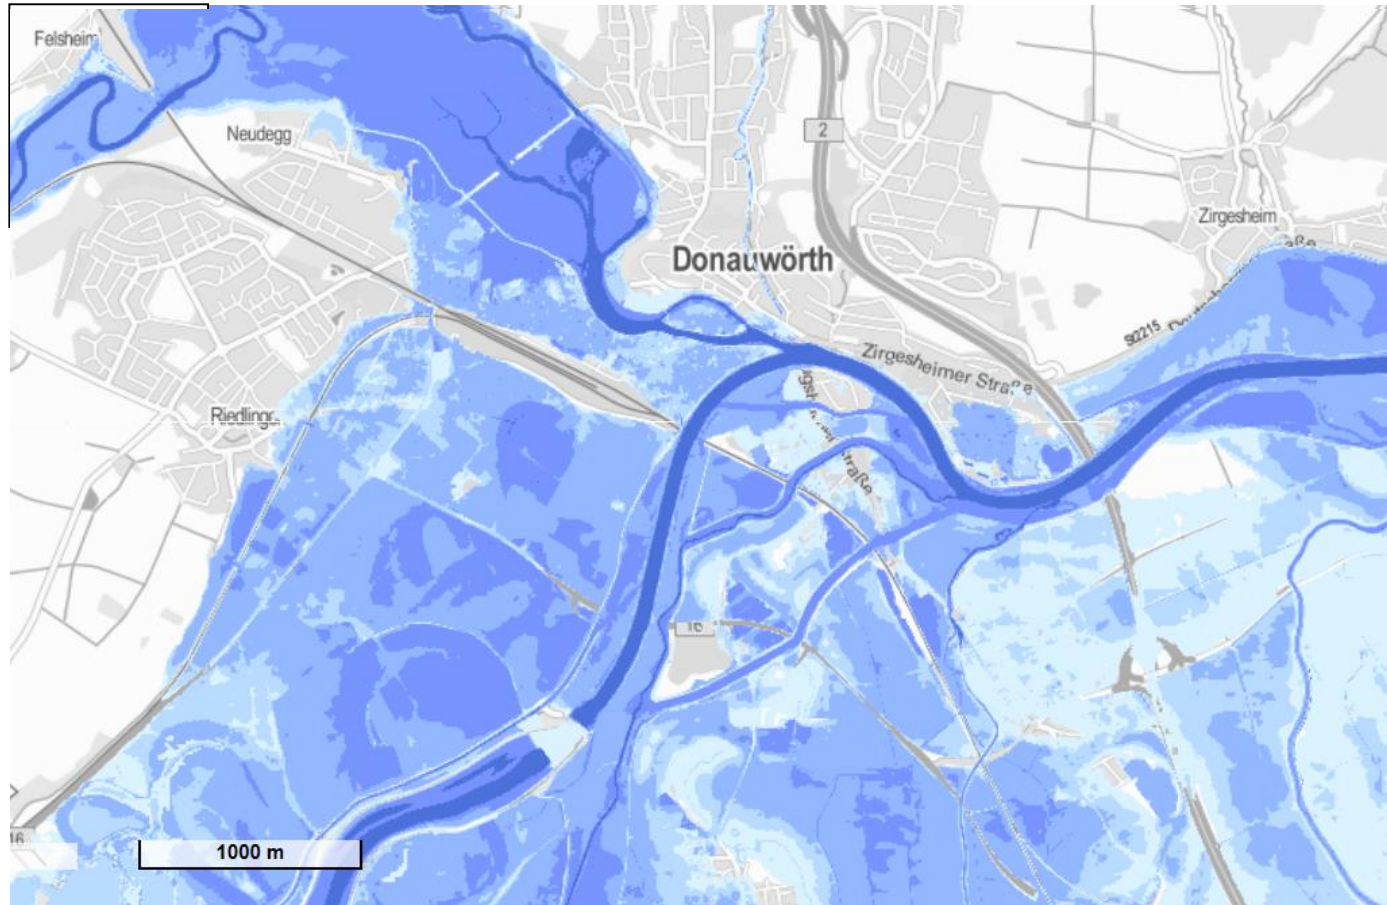 Felsheim
Neudegg
2
Zirgesheim
Donauwörth
St2215
Zirgesheimer Straße
Riedlingen
16
16
1000 m